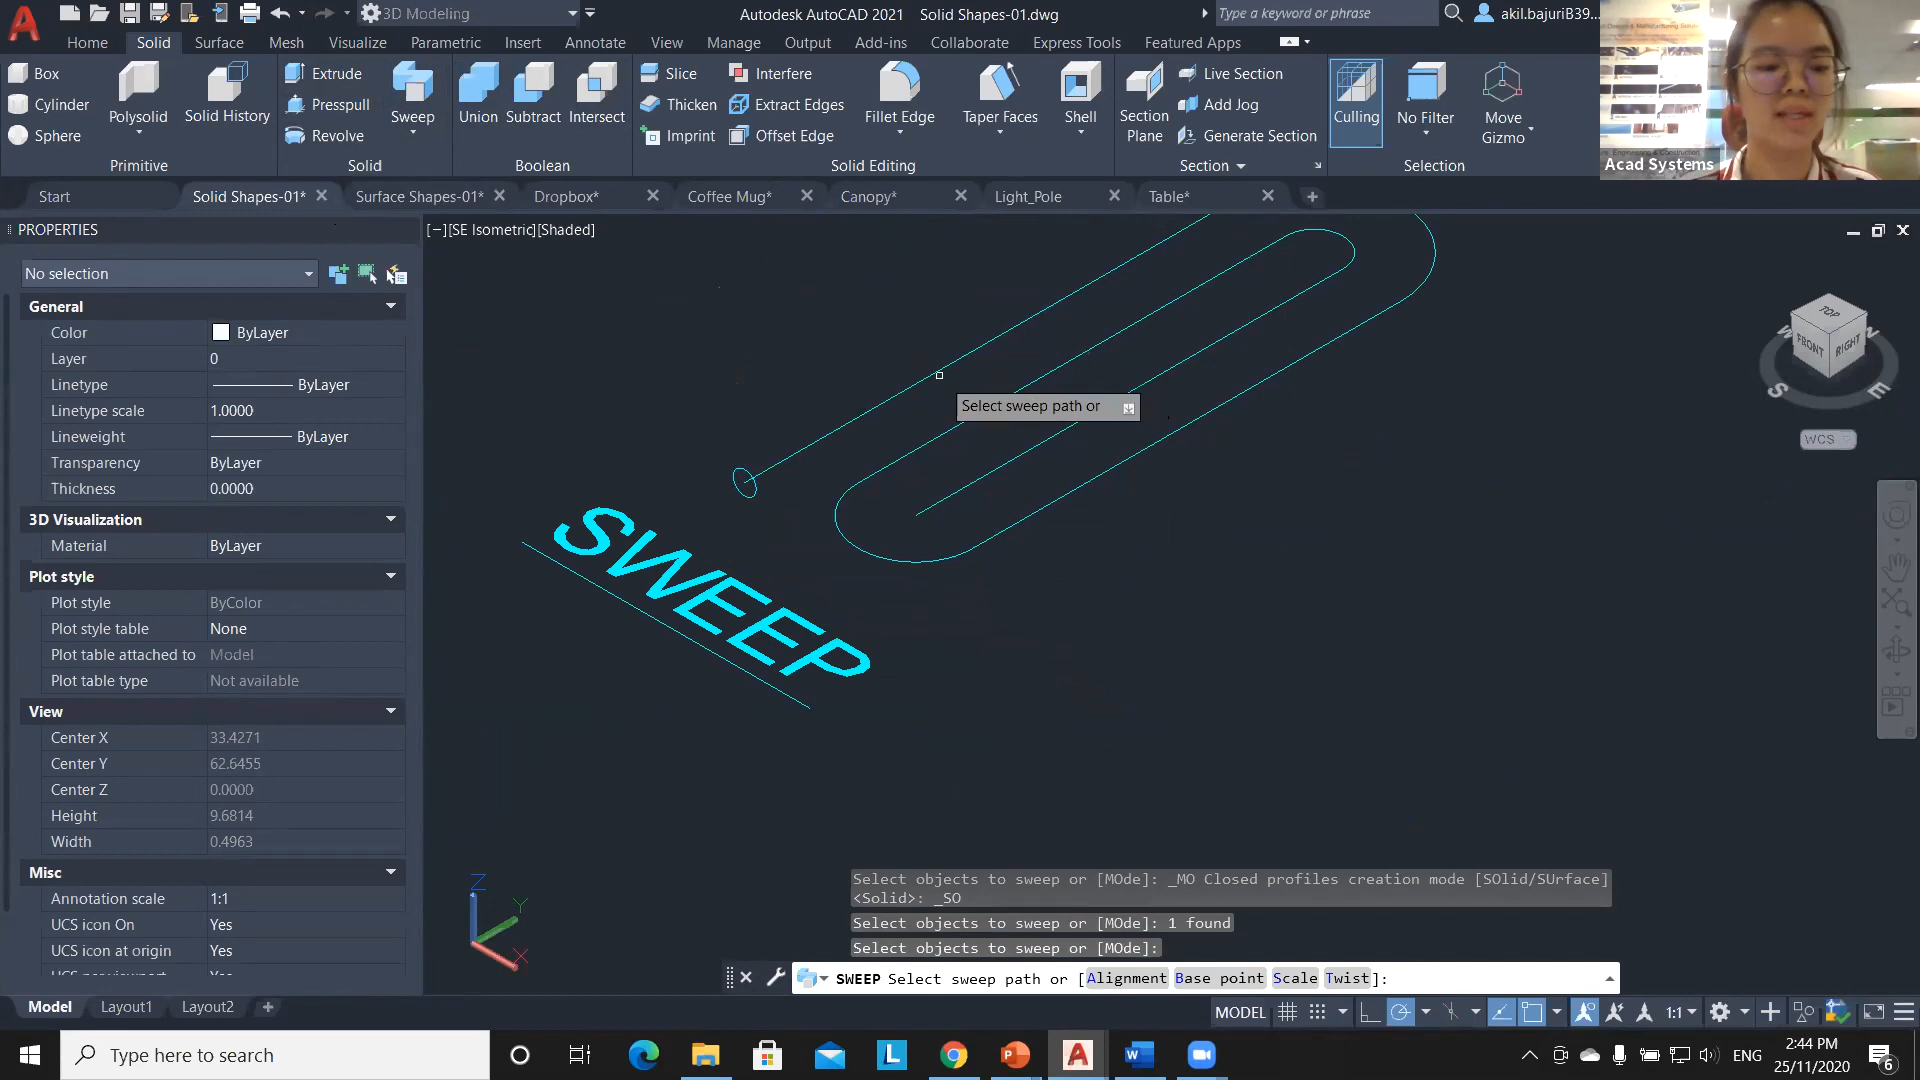 3D Modeling
Autodesk AutoCAD 2021 Solid Shapes-01.dwg
Type a keyword or phrase
akil.bajuriB39...
Home Solid Surface Mesh Visualize Parametric Insert Annotate View Manage Output Add-ins Collaborate Express Tools Featured Apps
Box
Cylinder
Sphere
Polysolid
Solid History
Primitive
Extrude
Presspull
Revolve
Sweep
Solid
Union Subtract Intersect
Boolean
Slice
Thicken
Imprint
Interfere
Extract Edges
Offset Edge
Fillet Edge
Taper Faces
Shell
Solid Editing
Section
Plane
Live Section
Add Jog
Generate Section
Section
Culling
No Filter
Move
Gizmo
Selection
Acad Systems
Start Solid Shapes-01* Surface Shapes-01* Dropbox* Coffee Mug* Canopy* Light_Pole Table*
PROPERTIES
No selection
General
Color ByLayer
Layer 0
Linetype ByLayer
Linetype scale 1.0000
Lineweight ByLayer
Transparency ByLayer
Thickness 0.0000
3D Visualization
Material ByLayer
Plot style
Plot style ByColor
Plot style table None
Plot table attached to Model
Plot table type Not available
View
Center X 33.4271
Center Y 62.6455
Center Z 0.0000
Height 9.6814
Width 0.4963
Misc
Annotation scale 1:1
UCS icon On Yes
UCS icon at origin Yes
[−][SE Isometric][Shaded]
Select sweep path or
SWEEP
TOP
FRONT
RIGHT
W
S
E
WCS
Z
Y
X
Select objects to sweep or [MOde]: _MO Closed profiles creation mode [SOlid/SUrface]
<Solid>: _SO
Select objects to sweep or [MOde]: 1 found
Select objects to sweep or [MOde]:
SWEEP Select sweep path or [Alignment Base point Scale Twist]:
Model Layout1 Layout2
MODEL
1:1
Type here to search
ENG
2:44 PM
25/11/2020
6